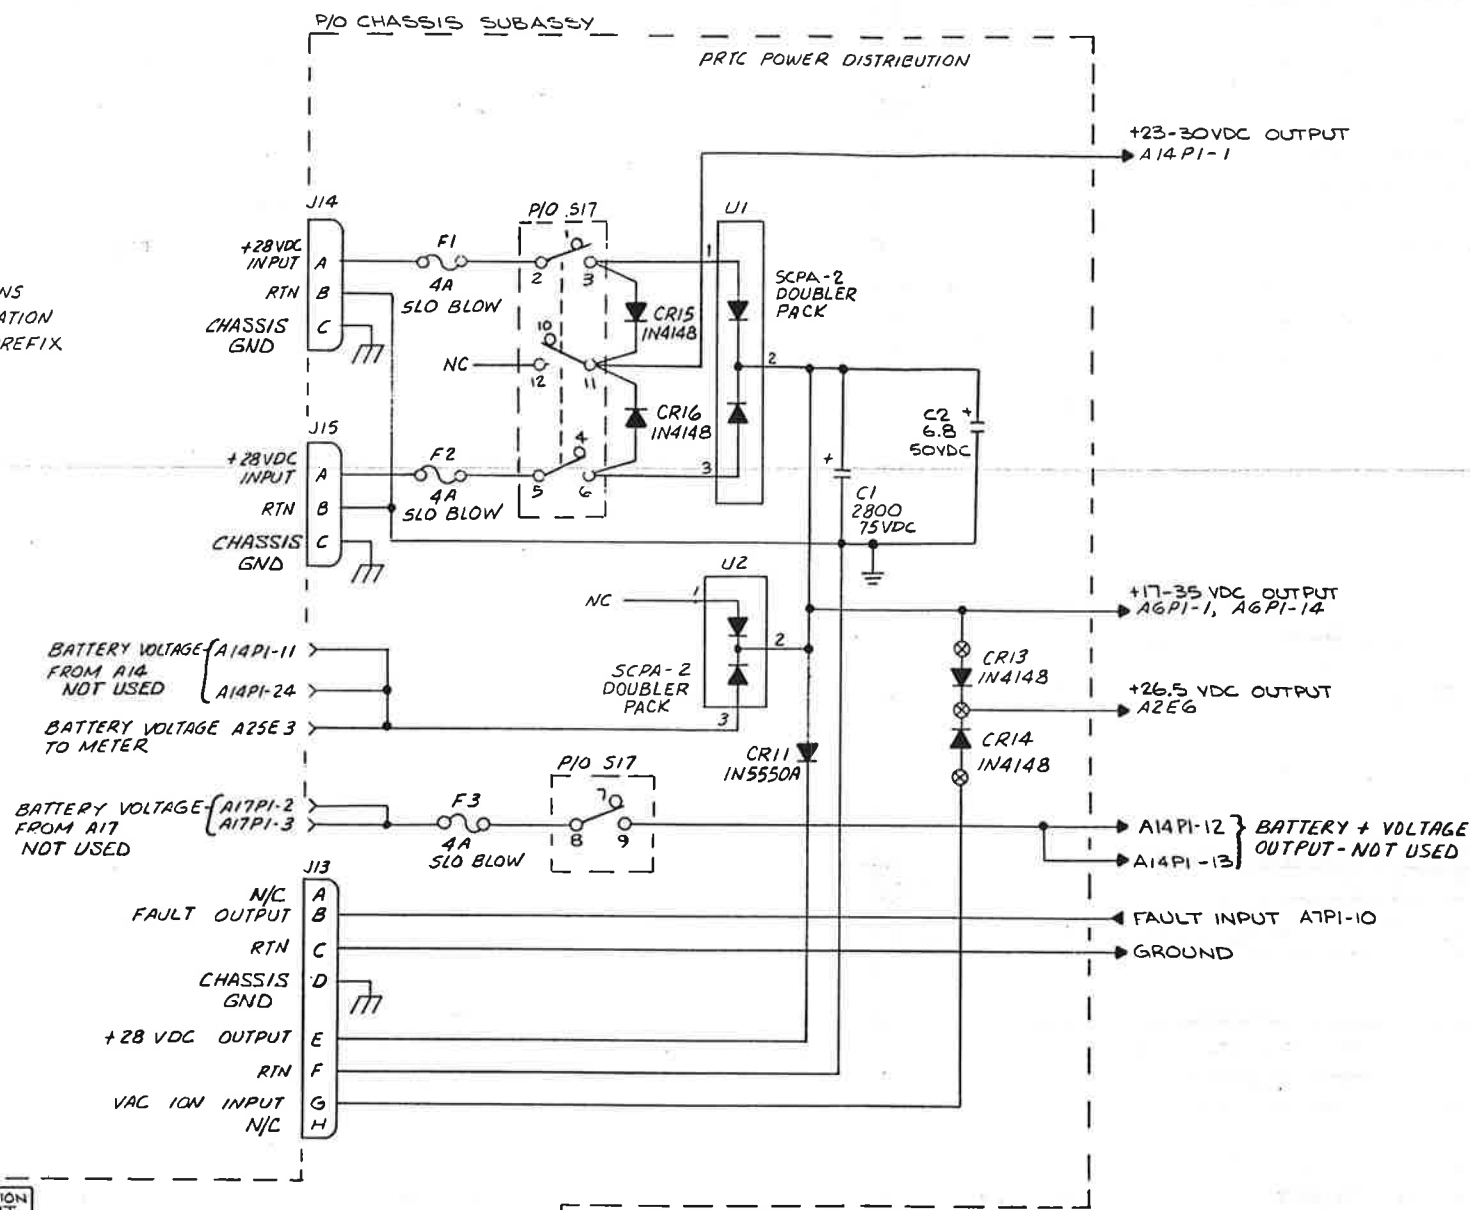 P/O CHASSIS SUBASSY
PRTC POWER DISTRIBUTION
+23-30VDC OUTPUT
A14P1-1
J14
+28VDC
INPUT
A
RTN
B
CHASSIS
GND
C
F1
4A
SLO BLOW
P/O S17
1
2
3
10
NC
12
11
4
5
6
CR15
1N4148
CR16
1N4148
U1
1
2
3
SCPA-2
DOUBLER
PACK
C2
6.8
50VDC
+
+
C1
2800
75VDC
NS
ATION
REFIX
J15
+28VDC
INPUT
A
RTN
B
CHASSIS
GND
C
F2
4A
SLO BLOW
U2
NC
1
2
3
SCPA-2
DOUBLER
PACK
+17-35 VDC OUTPUT
A6P1-1, A6P1-14
CR13
1N4148
+26.5 VDC OUTPUT
A2E6
CR14
1N4148
BATTERY VOLTAGE
FROM A14
NOT USED
A14P1-11
A14P1-24
BATTERY VOLTAGE A25E3
TO METER
CR11
1N5550A
BATTERY VOLTAGE
FROM A17
NOT USED
A17P1-2
A17P1-3
F3
4A
SLO BLOW
P/O S17
7
8
9
A14P1-12
A14P1-13
BATTERY + VOLTAGE
OUTPUT-NOT USED
J13
N/C A
FAULT OUTPUT B
FAULT INPUT A7P1-10
RTN C
GROUND
CHASSIS
GND
D
+28 VDC OUTPUT E
RTN F
VAC ION INPUT G
N/C H
ION